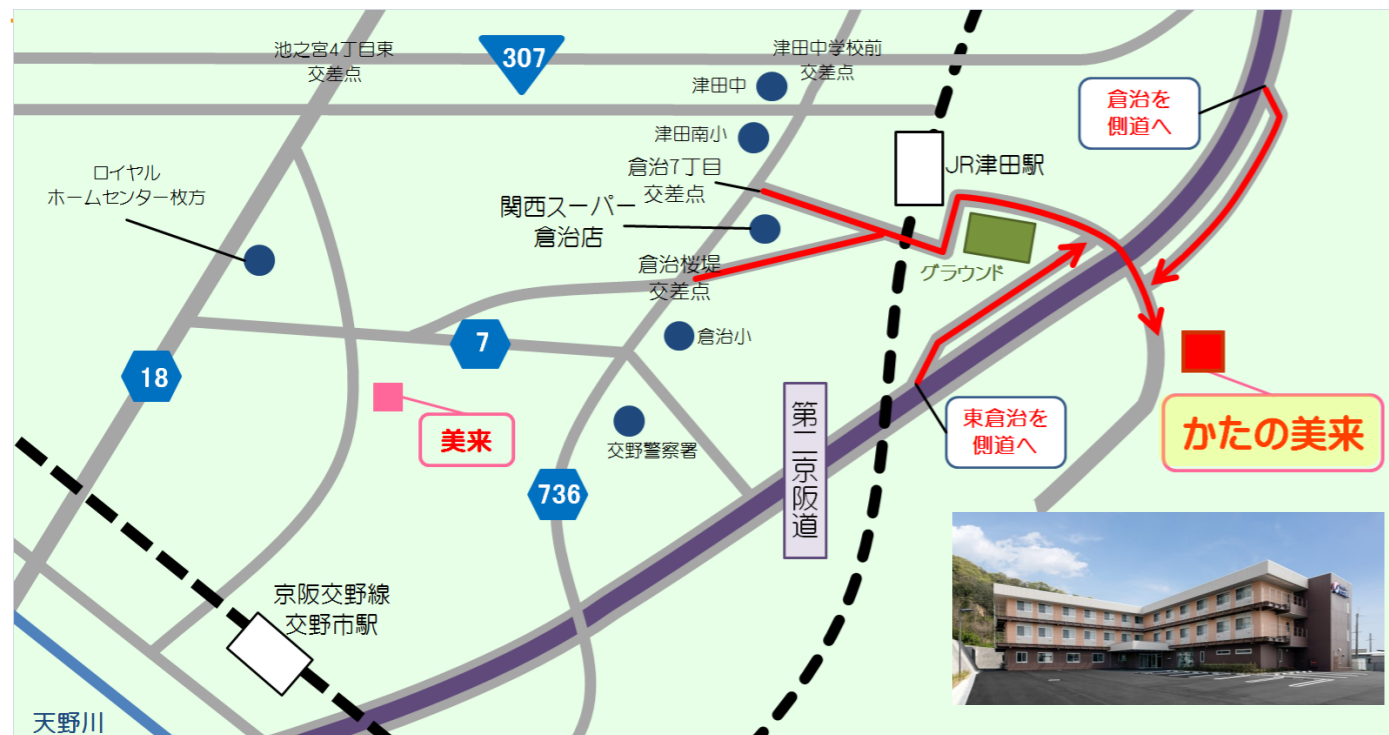 池之宮4丁目東
交差点
307
津田中学校前
交差点
津田中
倉治を
側道へ
津田南小
JR津田駅
倉治7丁目
交差点
ロイヤル
ホームセンター枚方
関西スーパー
倉治店
グラウンド
倉治桜堤
交差点
倉治小
7
18
美来
第二京阪道
東倉治を
側道へ
かたの美来
交野警察署
736
京阪交野線
交野市駅
天野川